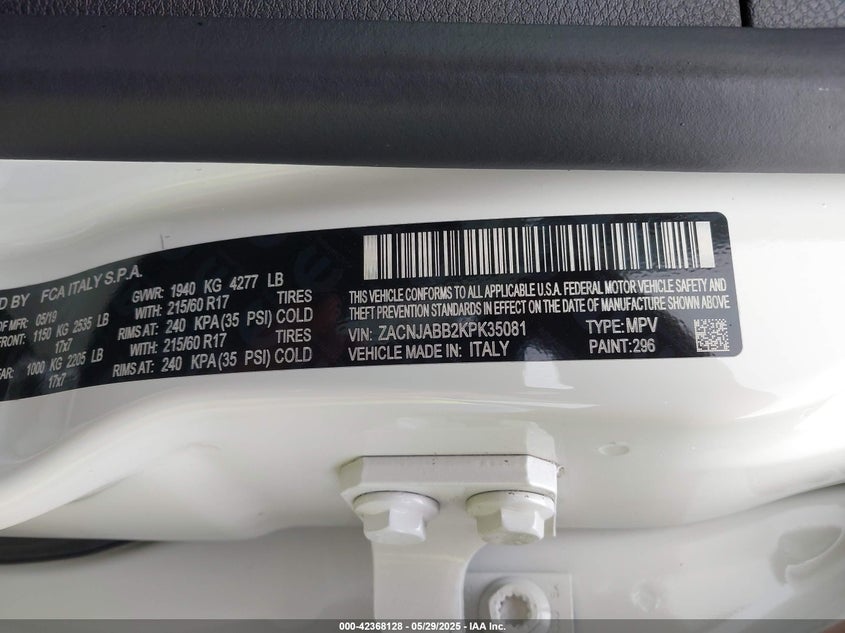 D BY FCA ITALY S.P.A.
OF MFR: 05/19
GVWR: 1940 KG 4277 LB
FRONT: 1150 KG 2535 LB
WITH: 215/60 R17 TIRES
17x7
RIMS AT: 240 KPA(35 PSI) COLD
EAR: 1000 KG 2205 LB
WITH: 215/60 R17 TIRES
17x7
RIMS AT: 240 KPA(35 PSI) COLD
THIS VEHICLE CONFORMS TO ALL APPLICABLE U.S.A. FEDERAL MOTOR VEHICLE SAFETY AND
THEFT PREVENTION STANDARDS IN EFFECT ON THE DATE OF MANUFACTURE SHOWN ABOVE.
VIN: ZACNJABB2KPK35081 TYPE: MPV
VEHICLE MADE IN: ITALY PAINT: 296
000-42368128 - 05/29/2025 - IAA, Inc.